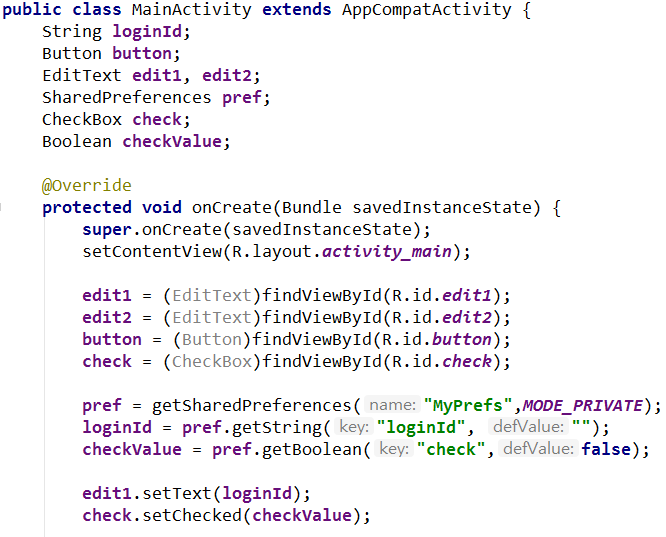 public class MainActivity extends AppCompatActivity {
String loginId;
Button button;
EditText edit1, edit2;
SharedPreferences pref;
CheckBox check;
Boolean checkValue;
@Override
protected void onCreate(Bundle savedInstanceState) {
super.onCreate(savedInstanceState);
setContentView(R.layout.activity_main);
edit1 = (EditText)findViewById(R.id.edit1);
edit2 = (EditText)findViewById(R.id.edit2);
button = (Button)findViewById(R.id.button);
check = (CheckBox)findViewById(R.id.check);
pref = getSharedPreferences( name: "MyPrefs",MODE_PRIVATE);
loginId = pref.getString( key: "loginId", defValue: "");
checkValue = pref.getBoolean( key: "check", defValue: false);
edit1.setText(loginId);
check.setChecked(checkValue);